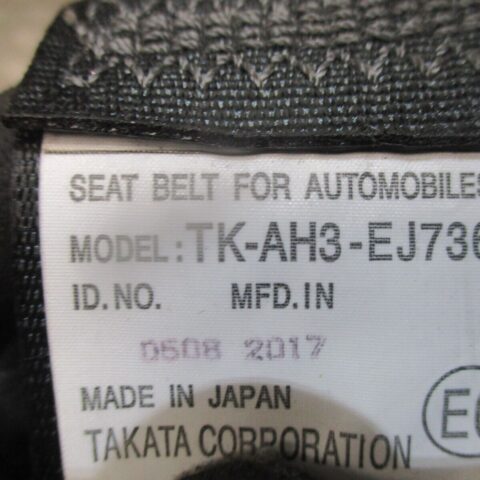 SEAT BELT FOR AUTOMOBILES
MODEL: TK-AH3-EJ736
ID.NO. MFD.IN
0508 2017
MADE IN JAPAN
TAKATA CORPORATION